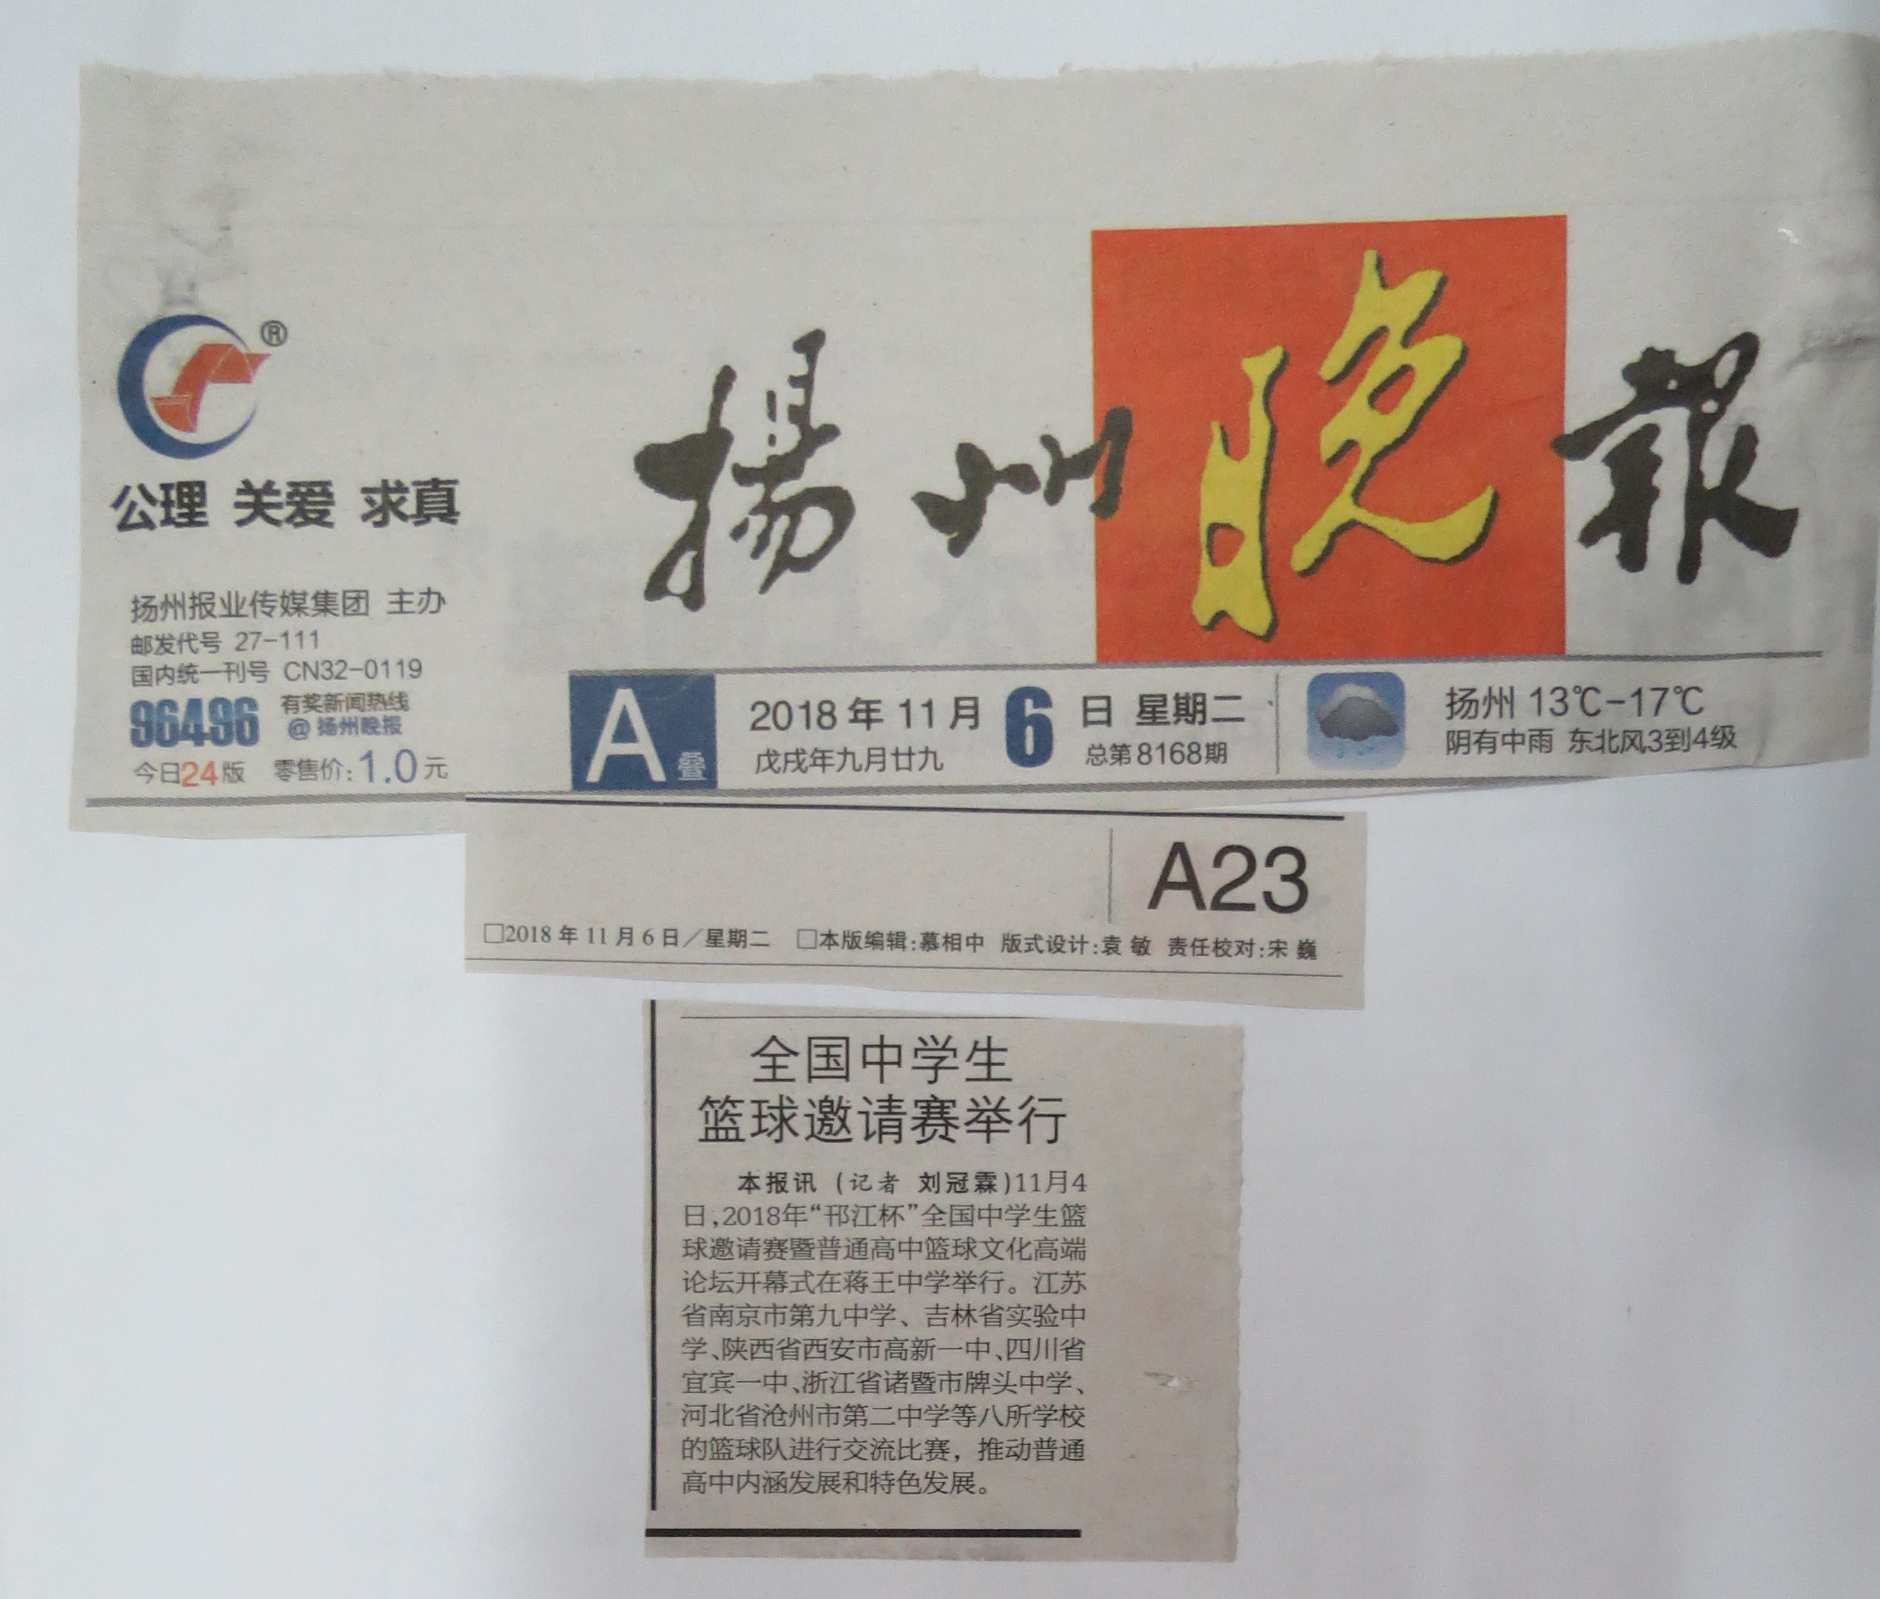 ®
公理 关爱 求真
扬州报业传媒集团 主办
邮发代号 27-111
国内统一刊号 CN32-0119
96496 有奖新闻热线
@扬州晚报
今日24版 零售价:1.0元
揚州晚報
A叠
2018年11月6日 星期二
戊戌年九月廿九 总第8168期
扬州 13℃-17℃
阴有中雨 东北风3到4级
A23
□2018年11月6日/星期二 □本版编辑:慕相中 版式设计:袁 敏 责任校对:宋 巍
全国中学生
篮球邀请赛举行
本报讯 (记者 刘冠霖)11月4
日,2018年“邗江杯”全国中学生篮
球邀请赛暨普通高中篮球文化高端
论坛开幕式在蒋王中学举行。江苏
省南京市第九中学、吉林省实验中
学、陕西省西安市高新一中、四川省
宜宾一中、浙江省诸暨市牌头中学、
河北省沧州市第二中学等八所学校
的篮球队进行交流比赛，推动普通
高中内涵发展和特色发展。